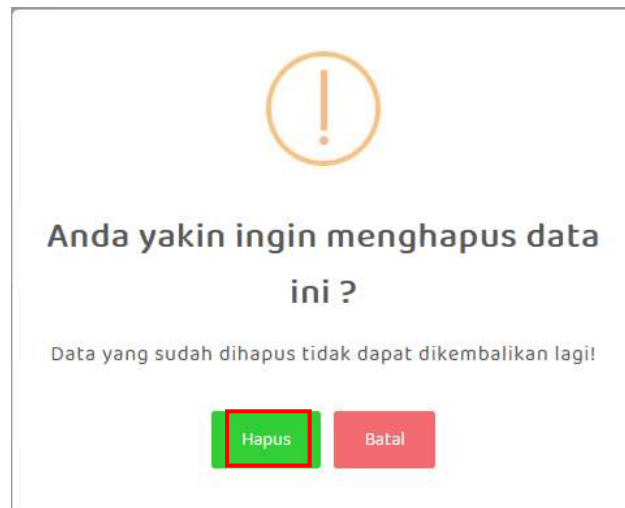 Anda yakin ingin menghapus data
ini ?
Data yang sudah dihapus tidak dapat dikembalikan lagi!
Hapus
Batal